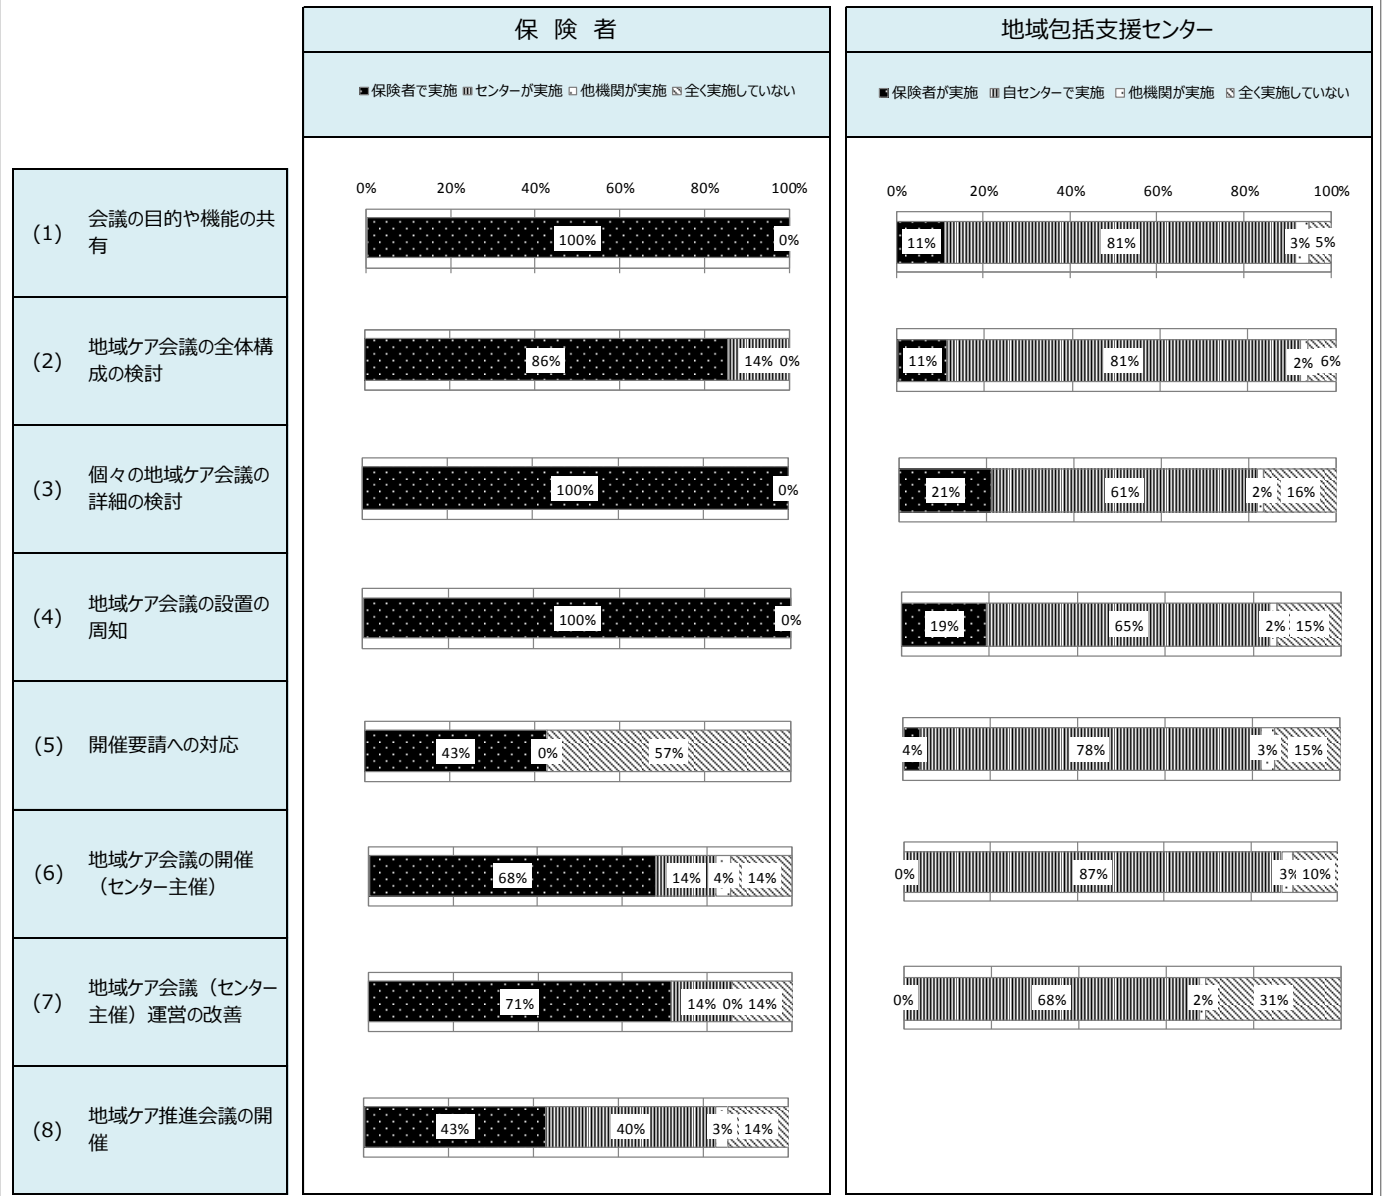 保 険 者
地域包括支援センター
保険者で実施 センターが実施 他機関が実施 全く実施していない
保険者が実施 自センターで実施 他機関が実施 全く実施していない
0% 20% 40% 60% 80% 100%
0% 20% 40% 60% 80% 100%
(1) 会議の目的や機能の共
有
100% 0%
11% 81% 3% 5%
(2) 地域ケア会議の全体構
成の検討
86% 14% 0%
11% 81% 2% 6%
(3) 個々の地域ケア会議の
詳細の検討
100% 0%
21% 61% 2% 16%
(4) 地域ケア会議の設置の
周知
100% 0%
19% 65% 2% 15%
(5) 開催要請への対応
43% 0% 57%
4% 78% 3% 15%
(6) 地域ケア会議の開催
(センター主催)
68% 14% 4% 14%
0% 87% 3% 10%
(7) 地域ケア会議(センター
主催)運営の改善
71% 14% 0% 14%
0% 68% 2% 31%
(8) 地域ケア推進会議の開
催
43% 40% 3% 14%